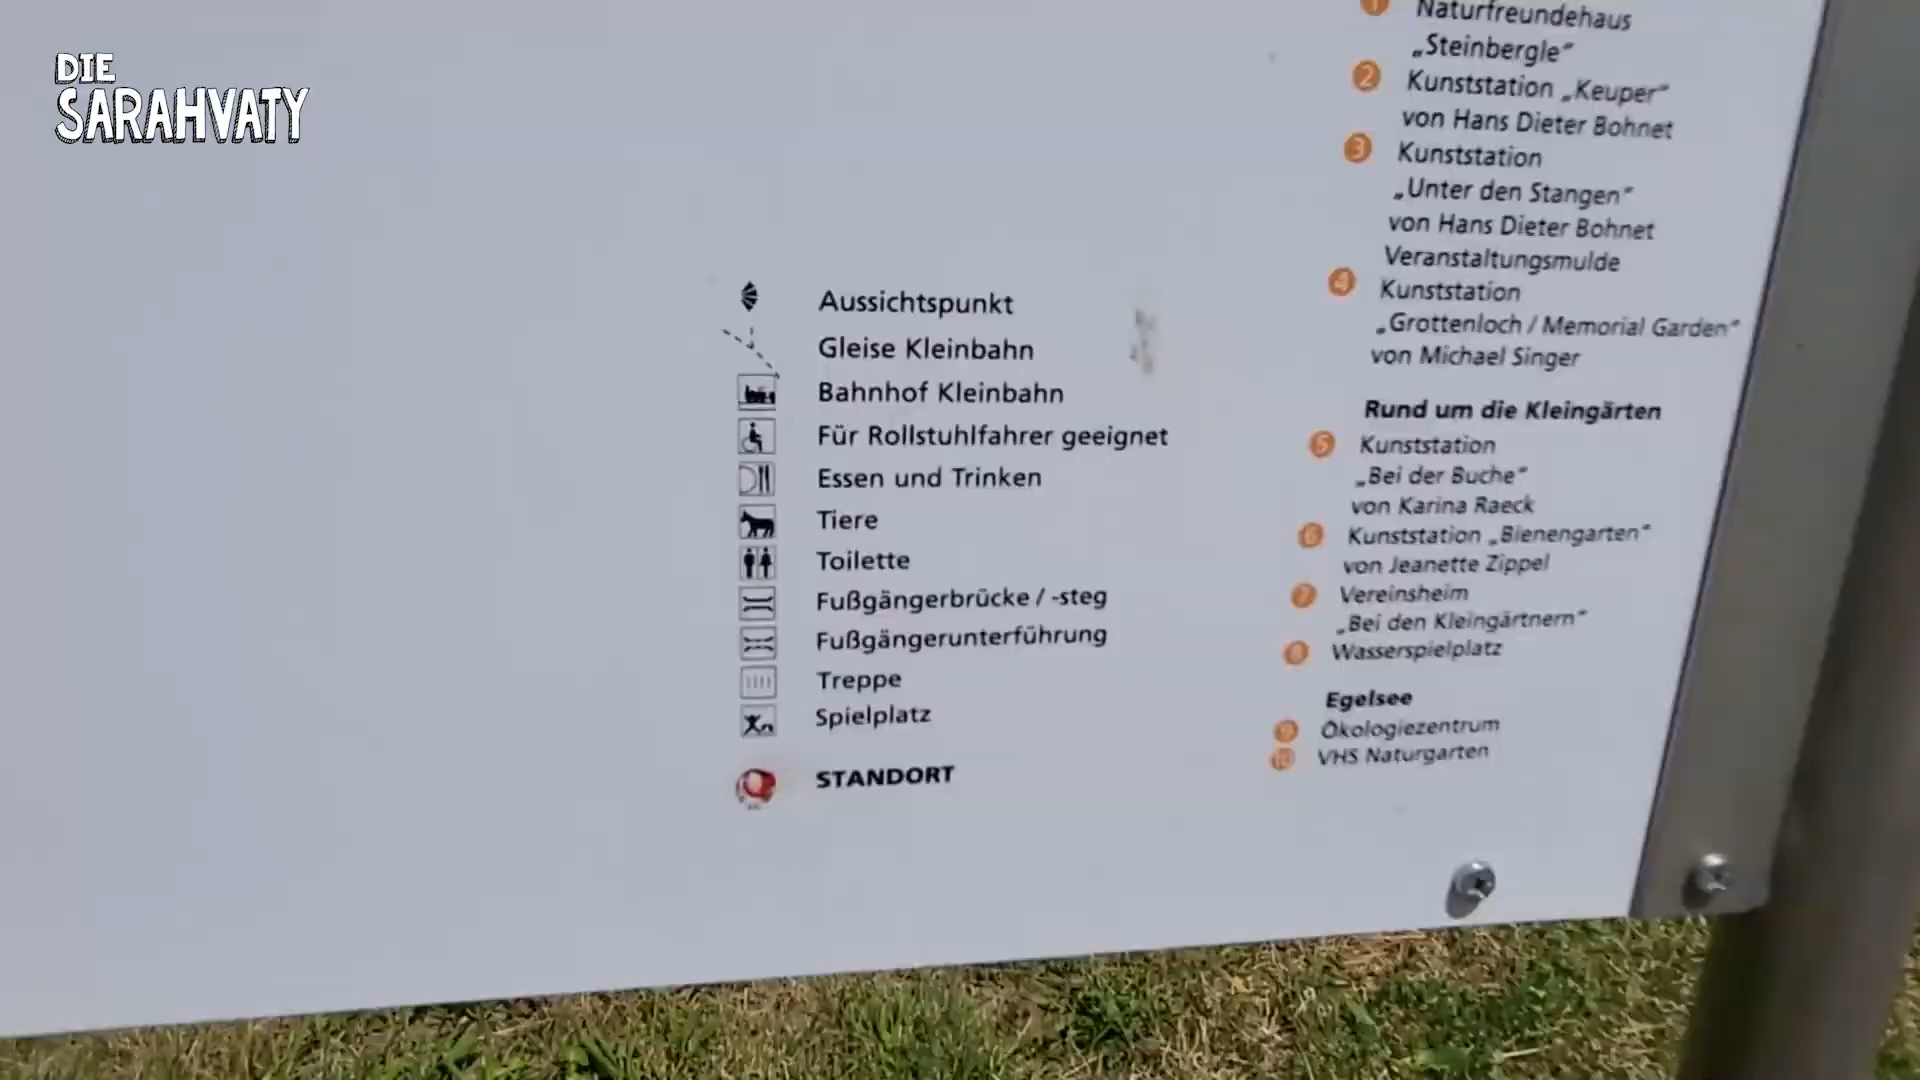 DIE
SARAHVATY
Aussichtspunkt
Gleise Kleinbahn
Bahnhof Kleinbahn
Für Rollstuhlfahrer geeignet
Essen und Trinken
Tiere
Toilette
Fußgängerbrücke / -steg
Fußgängerunterführung
Treppe
Spielplatz
STANDORT
1 Naturfreundehaus
„Steinbergle“
2 Kunststation „Keuper“
von Hans Dieter Bohnet
3 Kunststation
„Unter den Stangen“
von Hans Dieter Bohnet
Veranstaltungsmulde
4 Kunststation
„Grottenloch / Memorial Garden“
von Michael Singer
Rund um die Kleingärten
5 Kunststation
„Bei der Buche“
von Karina Raeck
6 Kunststation „Bienengarten“
von Jeanette Zippel
7 Vereinsheim
„Bei den Kleingärtnern“
8 Wasserspielplatz
Egelsee
9 Ökologiezentrum
10 VHS Naturgarten